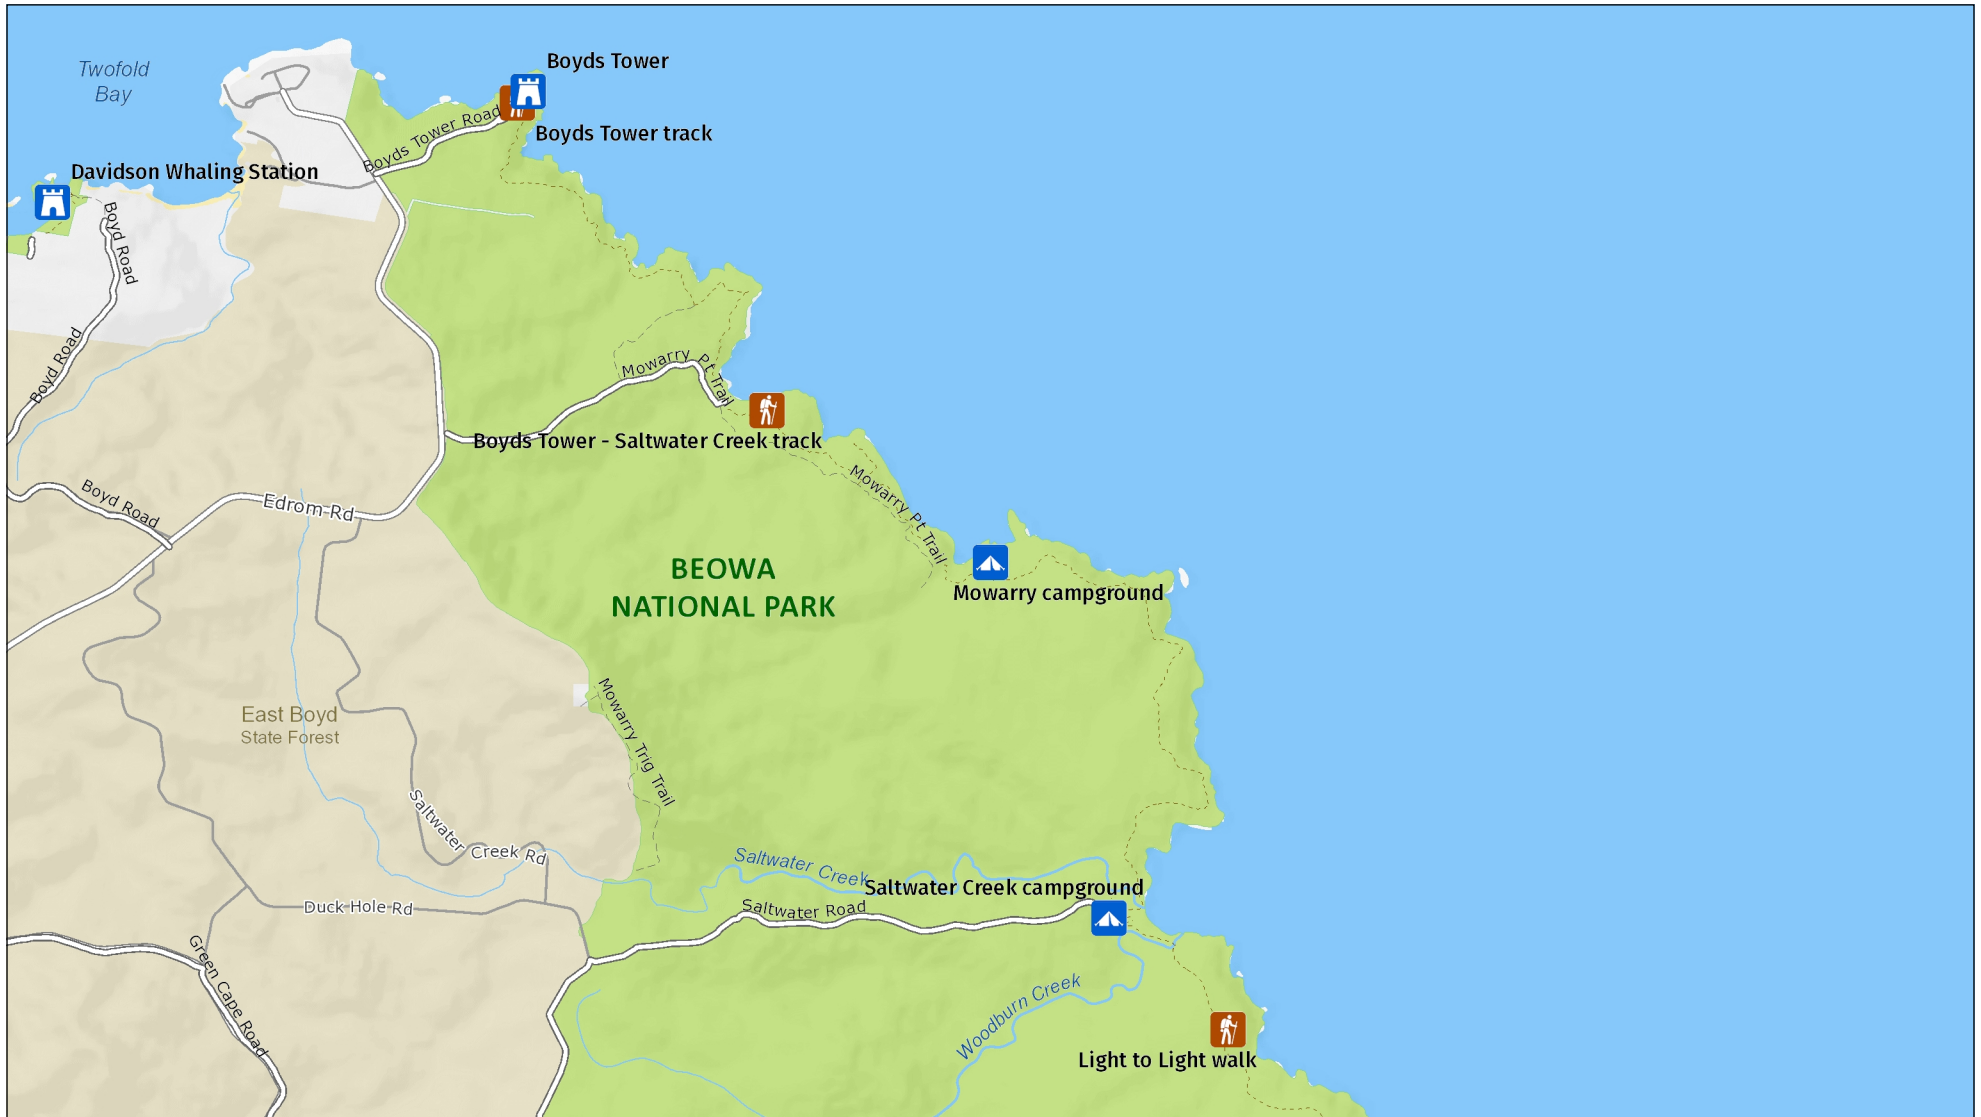 Boyds Tower
Twofold
Bay
Boyds Tower Road
Boyds Tower track
Davidson Whaling Station
Boyd Road
Boyd Road
Mowarry Pt Trail
Boyds Tower - Saltwater Creek track
Mowarry Pt Trail
Boyd Road
Edrom Rd
BEOWA
NATIONAL PARK
Mowarry campground
Mowarry Trig Trail
East Boyd
State Forest
Saltwater Creek Rd
Saltwater Creek
Saltwater Creek campground
Duck Hole Rd
Saltwater Road
Green Cape Road
Woodburn Creek
Light to Light walk